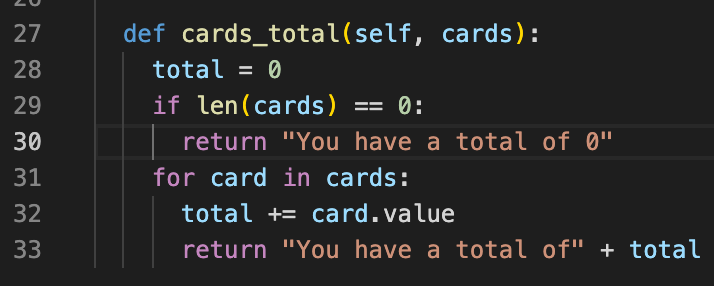 27 def cards_total(self, cards):
28 total = 0
29 if len(cards) == 0:
30 return "You have a total of 0"
31 for card in cards:
32 total += card.value
33 return "You have a total of" + total